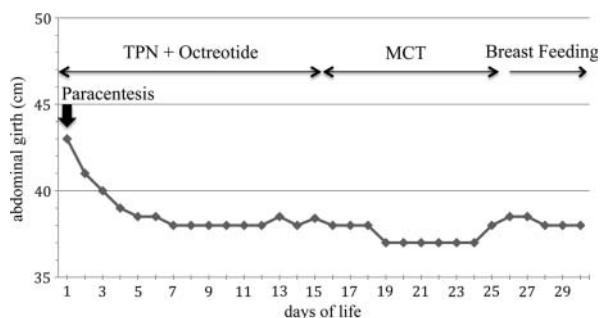 50
TPN + Octreotide MCT Breast Feeding
Paracentesis
45
40
35
abdominal girth (cm)
1 3 5 7 9 11 13 15 17 19 21 23 25 27 29
days of life